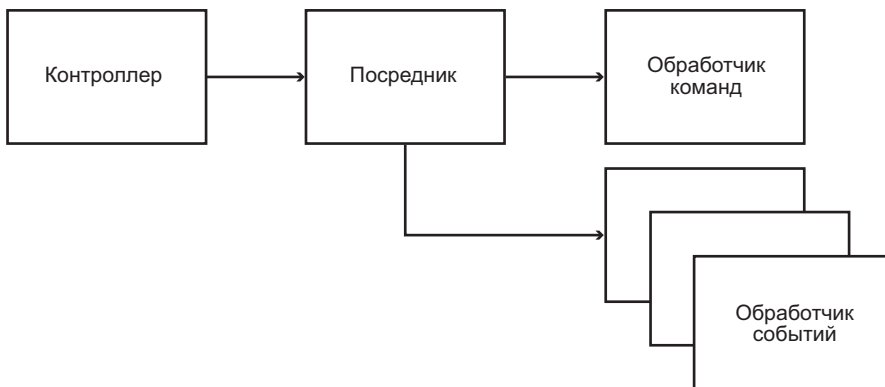 Контроллер
Посредник
Обработчик
команд
Обработчик
событий